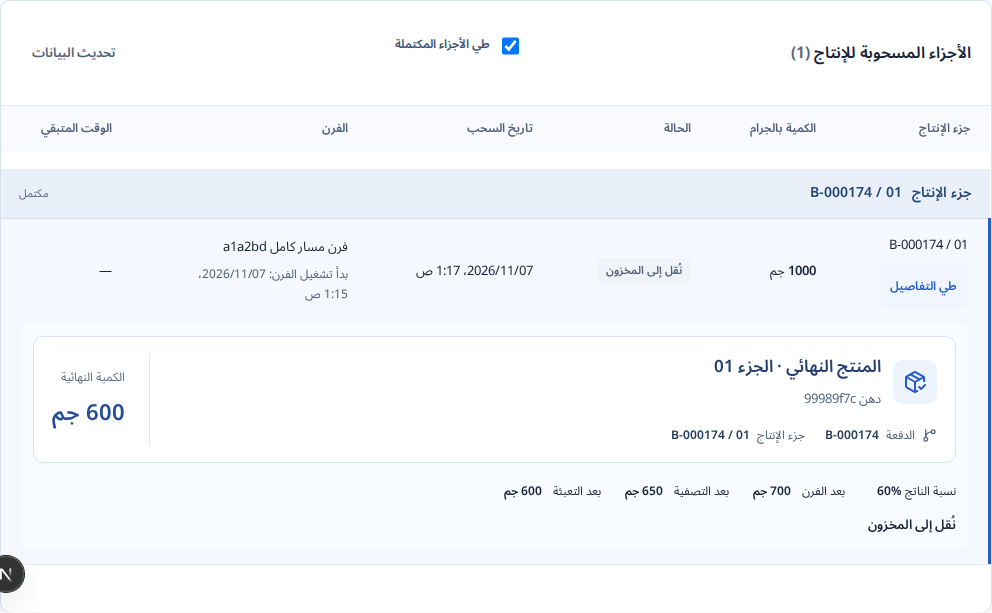 الأجزاء المسحوبة للإنتاج (1)
طي الأجزاء المكتملة
تحديث البيانات
جزء الإنتاج الكمية بالجرام الحالة تاريخ السحب الفرن الوقت المتبقي
جزء الإنتاج B-000174 / 01
مكتمل
B-000174 / 01
طي التفاصيل
1000 جم
نُقل إلى المخزون
2026/11/07، 1:17 ص
فرن مسار كامل a1a2bd
بدأ تشغيل الفرن: 2026/11/07،
1:15 ص
—
المنتج النهائي · الجزء 01
دهن 99989f7c
الدفعة B-000174 جزء الإنتاج B-000174 / 01
الكمية النهائية
600 جم
نسبة الناتج 60% بعد الفرن 700 جم بعد التصفية 650 جم بعد التعبئة 600 جم
نُقل إلى المخزون
N